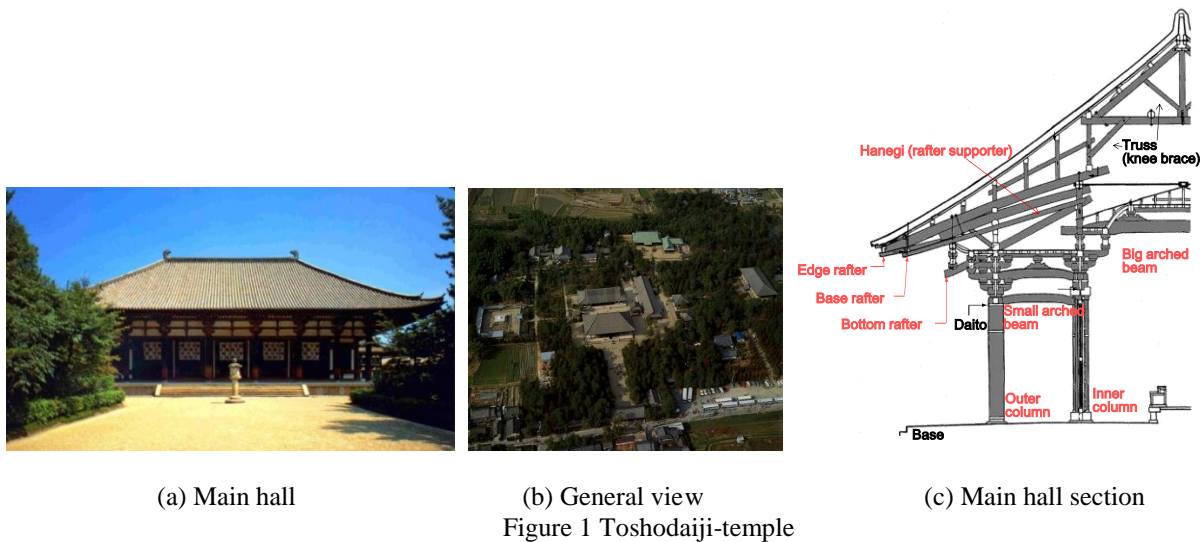 Hanegi (rafter supporter)
Truss
(knee brace)
Big arched
beam
Edge rafter
Base rafter
Bottom rafter
Small arched
beam
Daito
Outer
column
Inner
column
Base
(a) Main hall
(b) General view
(c) Main hall section
Figure 1 Toshodaiji-temple